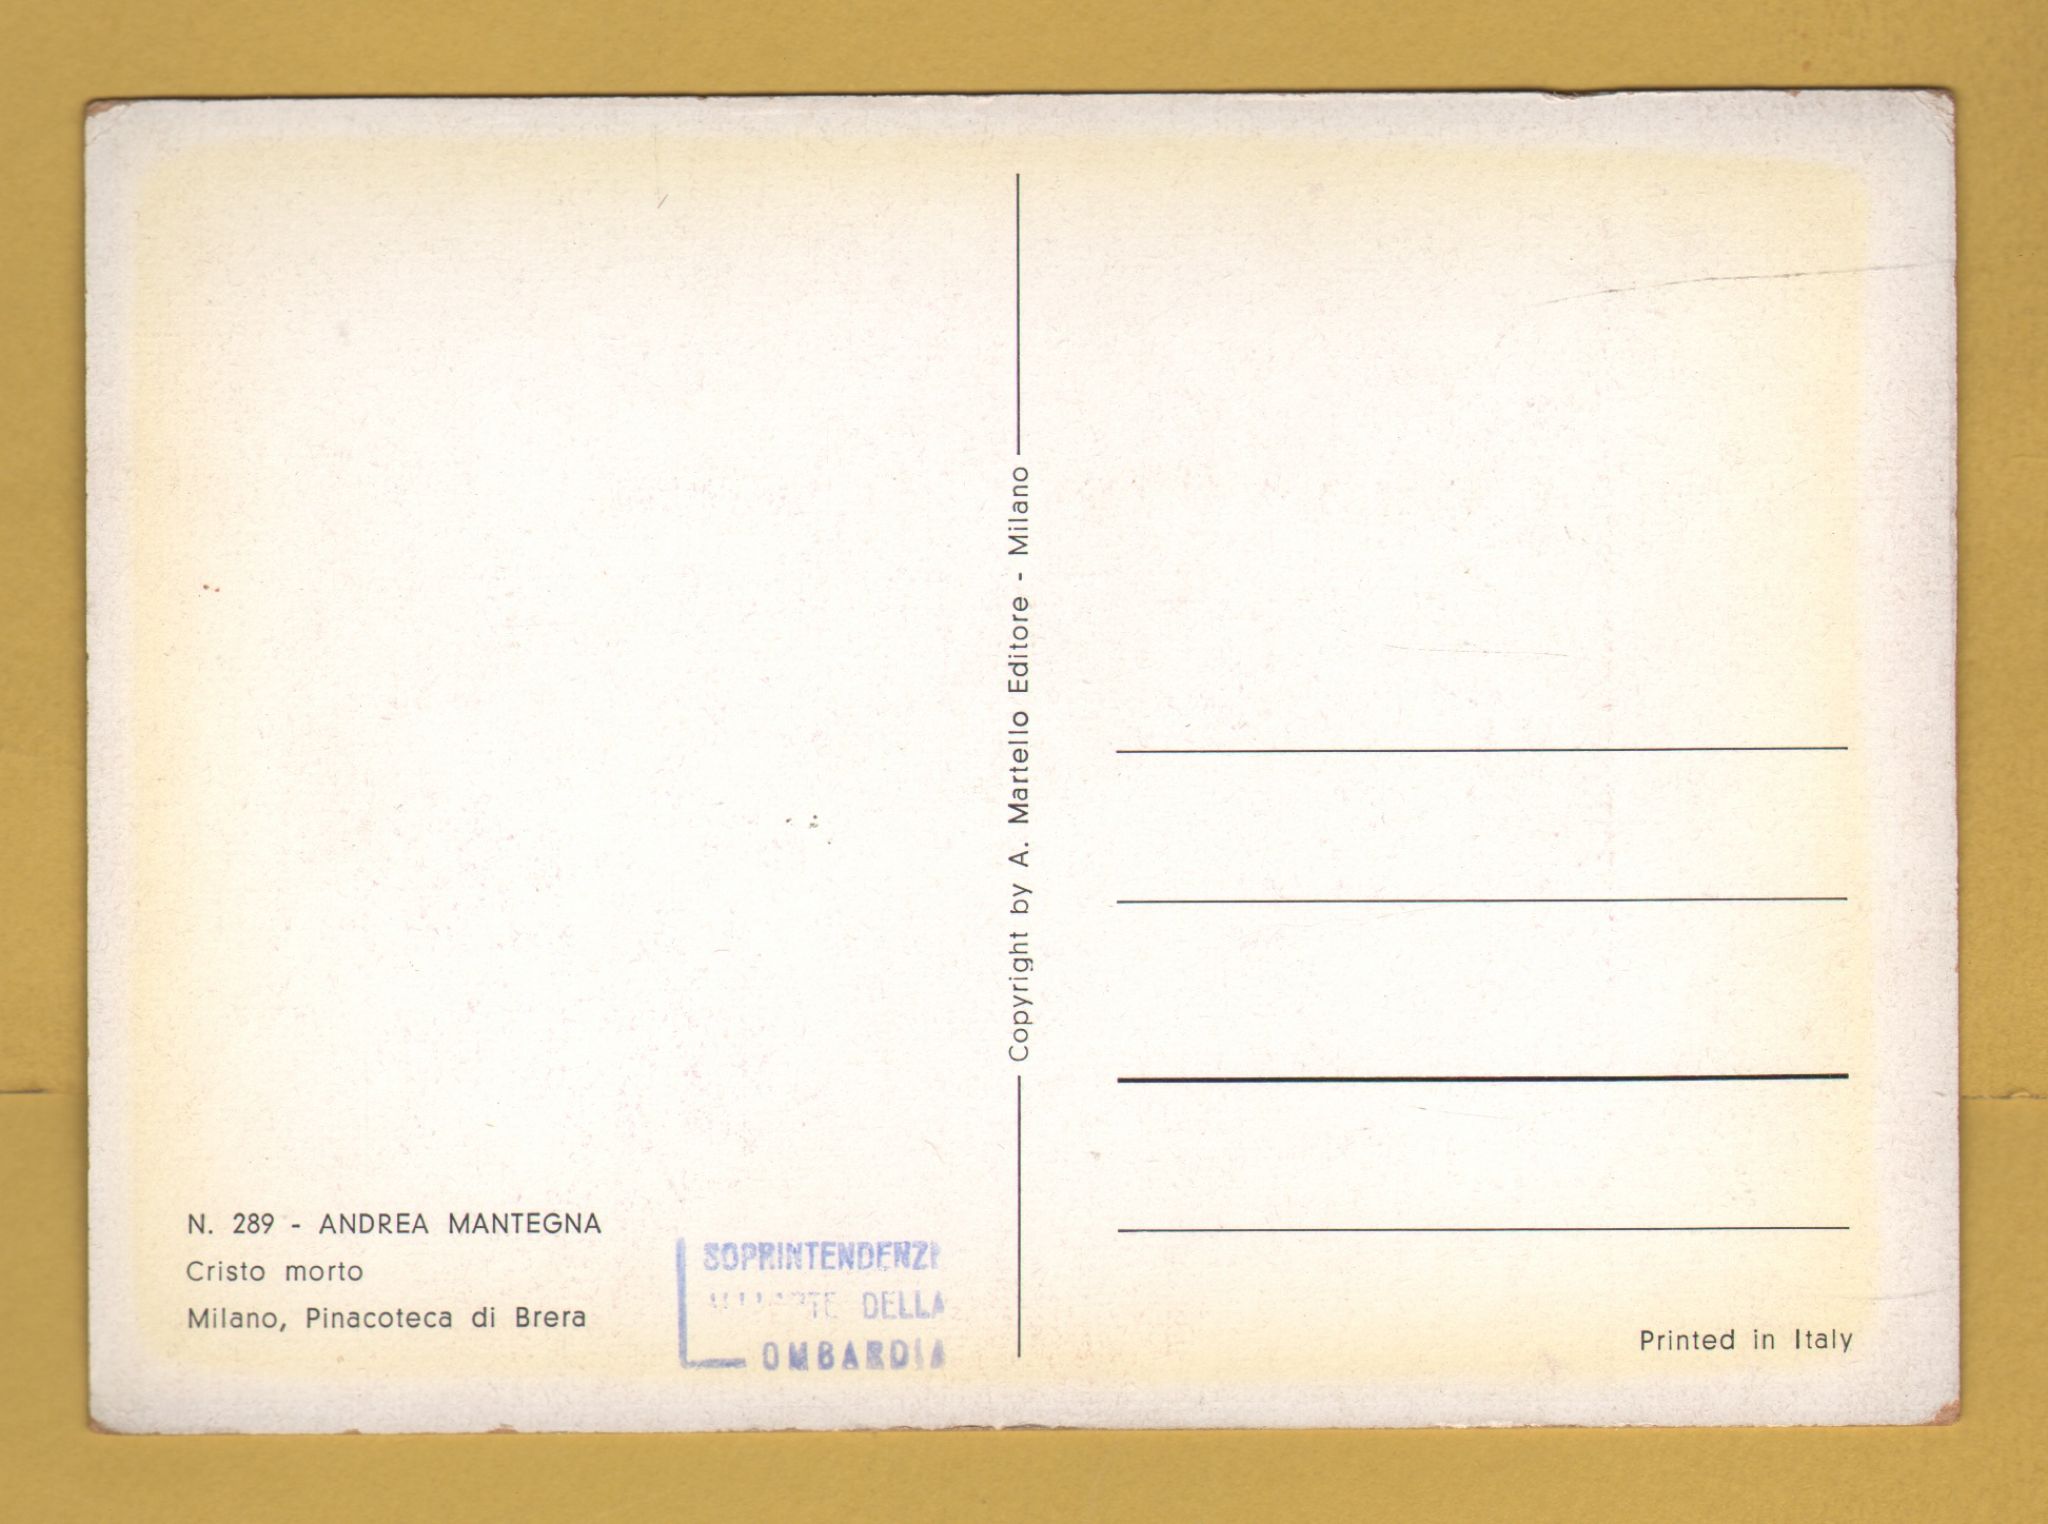 N. 289 - ANDREA MANTEGNA
Cristo morto
Milano, Pinacoteca di Brera
SOPRINTENDENZ
DELLA
OMBARDIA
Copyright by A. Martello Editore - Milano
Printed in Italy